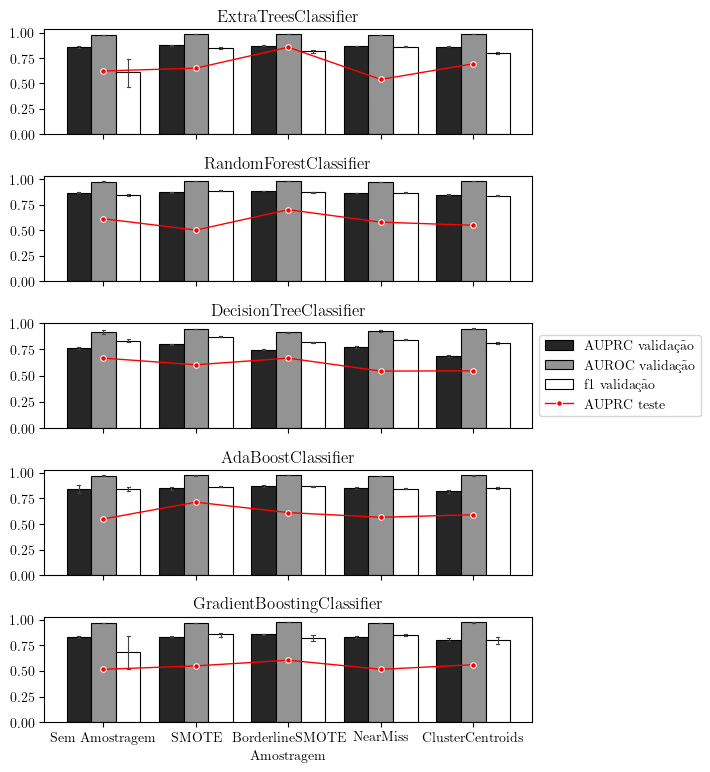 ExtraTreesClassifier
1.00
0.75
0.50
0.25
0.00
RandomForestClassifier
1.00
0.75
0.50
0.25
0.00
DecisionTreeClassifier
1.00
0.75
0.50
0.25
0.00
AUPRC validação
AUROC validação
f1 validação
AUPRC teste
AdaBoostClassifier
1.00
0.75
0.50
0.25
0.00
GradientBoostingClassifier
1.00
0.75
0.50
0.25
0.00
Sem Amostragem SMOTE BorderlineSMOTE NearMiss ClusterCentroids
Amostragem